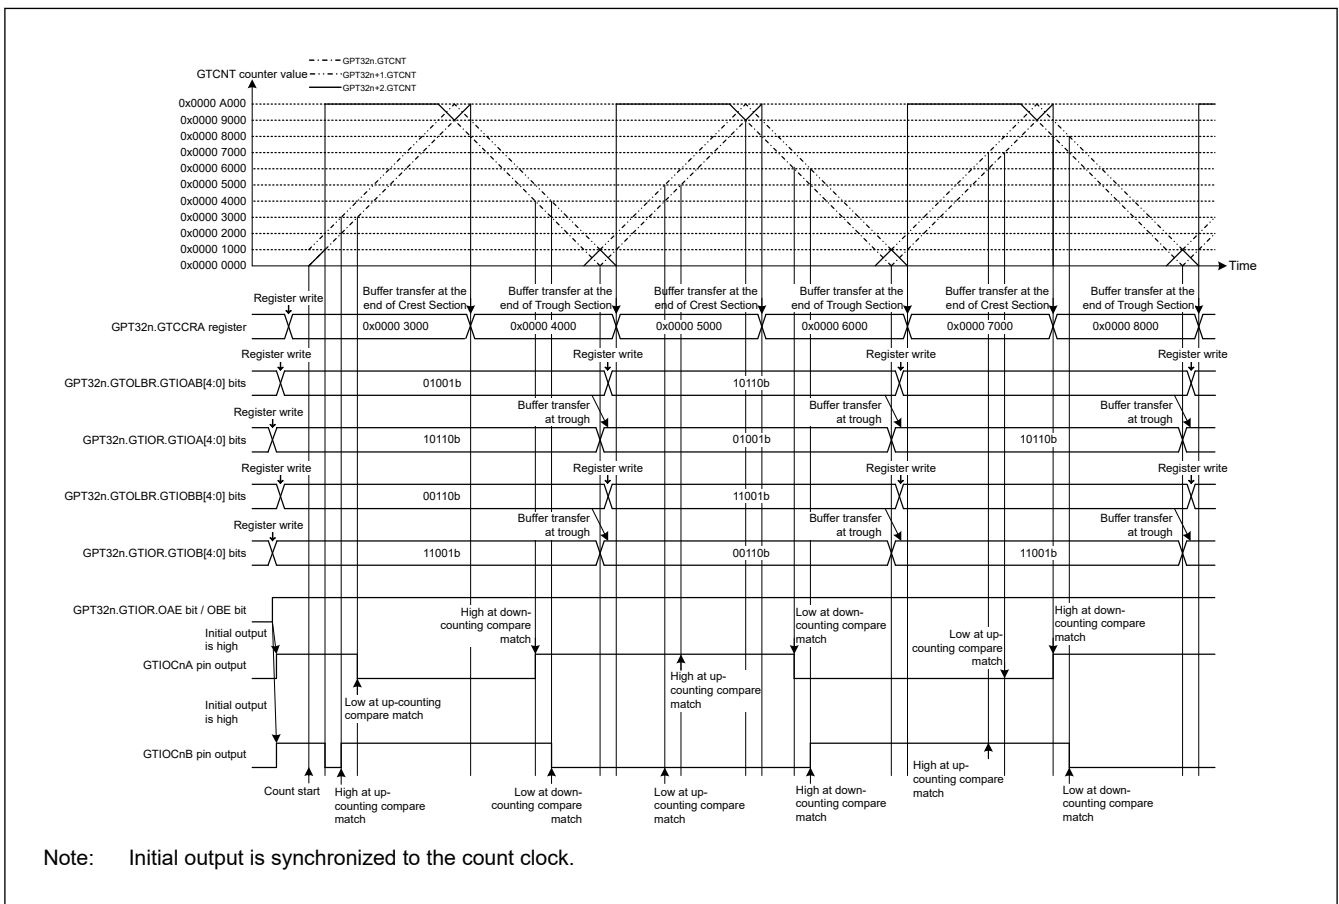 GPT32n.GTCNT
GTCNT counter value
GPT32n+1.GTCNT
GPT32n+2.GTCNT
0x0000 A000
0x0000 9000
0x0000 8000
0x0000 7000
0x0000 6000
0x0000 5000
0x0000 4000
0x0000 3000
0x0000 2000
0x0000 1000
0x0000 0000
Time
Register write
Buffer transfer at the
end of Crest Section
Buffer transfer at the
end of Trough Section
Buffer transfer at the
end of Crest Section
Buffer transfer at the
end of Trough Section
Buffer transfer at the
end of Crest Section
Buffer transfer at the
end of Trough Section
GPT32n.GTCCRA register
0x0000 3000
0x0000 4000
0x0000 5000
0x0000 6000
0x0000 7000
0x0000 8000
Register write
Register write
Register write
Register write
GPT32n.GTOLBR.GTIOAB[4:0] bits
01001b
10110b
Register write
Buffer transfer
at trough
Buffer transfer
at trough
Buffer transfer
at trough
GPT32n.GTIOR.GTIOA[4:0] bits
10110b
01001b
10110b
Register write
Register write
Register write
Register write
GPT32n.GTOLBR.GTIOBB[4:0] bits
00110b
11001b
Register write
Buffer transfer
at trough
Buffer transfer
at trough
Buffer transfer
at trough
GPT32n.GTIOR.GTIOB[4:0] bits
11001b
00110b
11001b
GPT32n.GTIOR.OAE bit / OBE bit
Initial output
is high
High at down-
counting compare
match
Low at down-
counting compare
match
Low at up-
counting compare
match
High at down-
counting compare
match
GTIOCnA pin output
Low at up-counting
compare match
High at up-
counting compare
match
Initial output
is high
GTIOCnB pin output
Count start
High at up-
counting compare
match
Low at down-
counting compare
match
Low at up-
counting compare
match
High at down-
counting compare
match
High at up-
counting compare
match
Low at down-
counting compare
match
Note: Initial output is synchronized to the count clock.